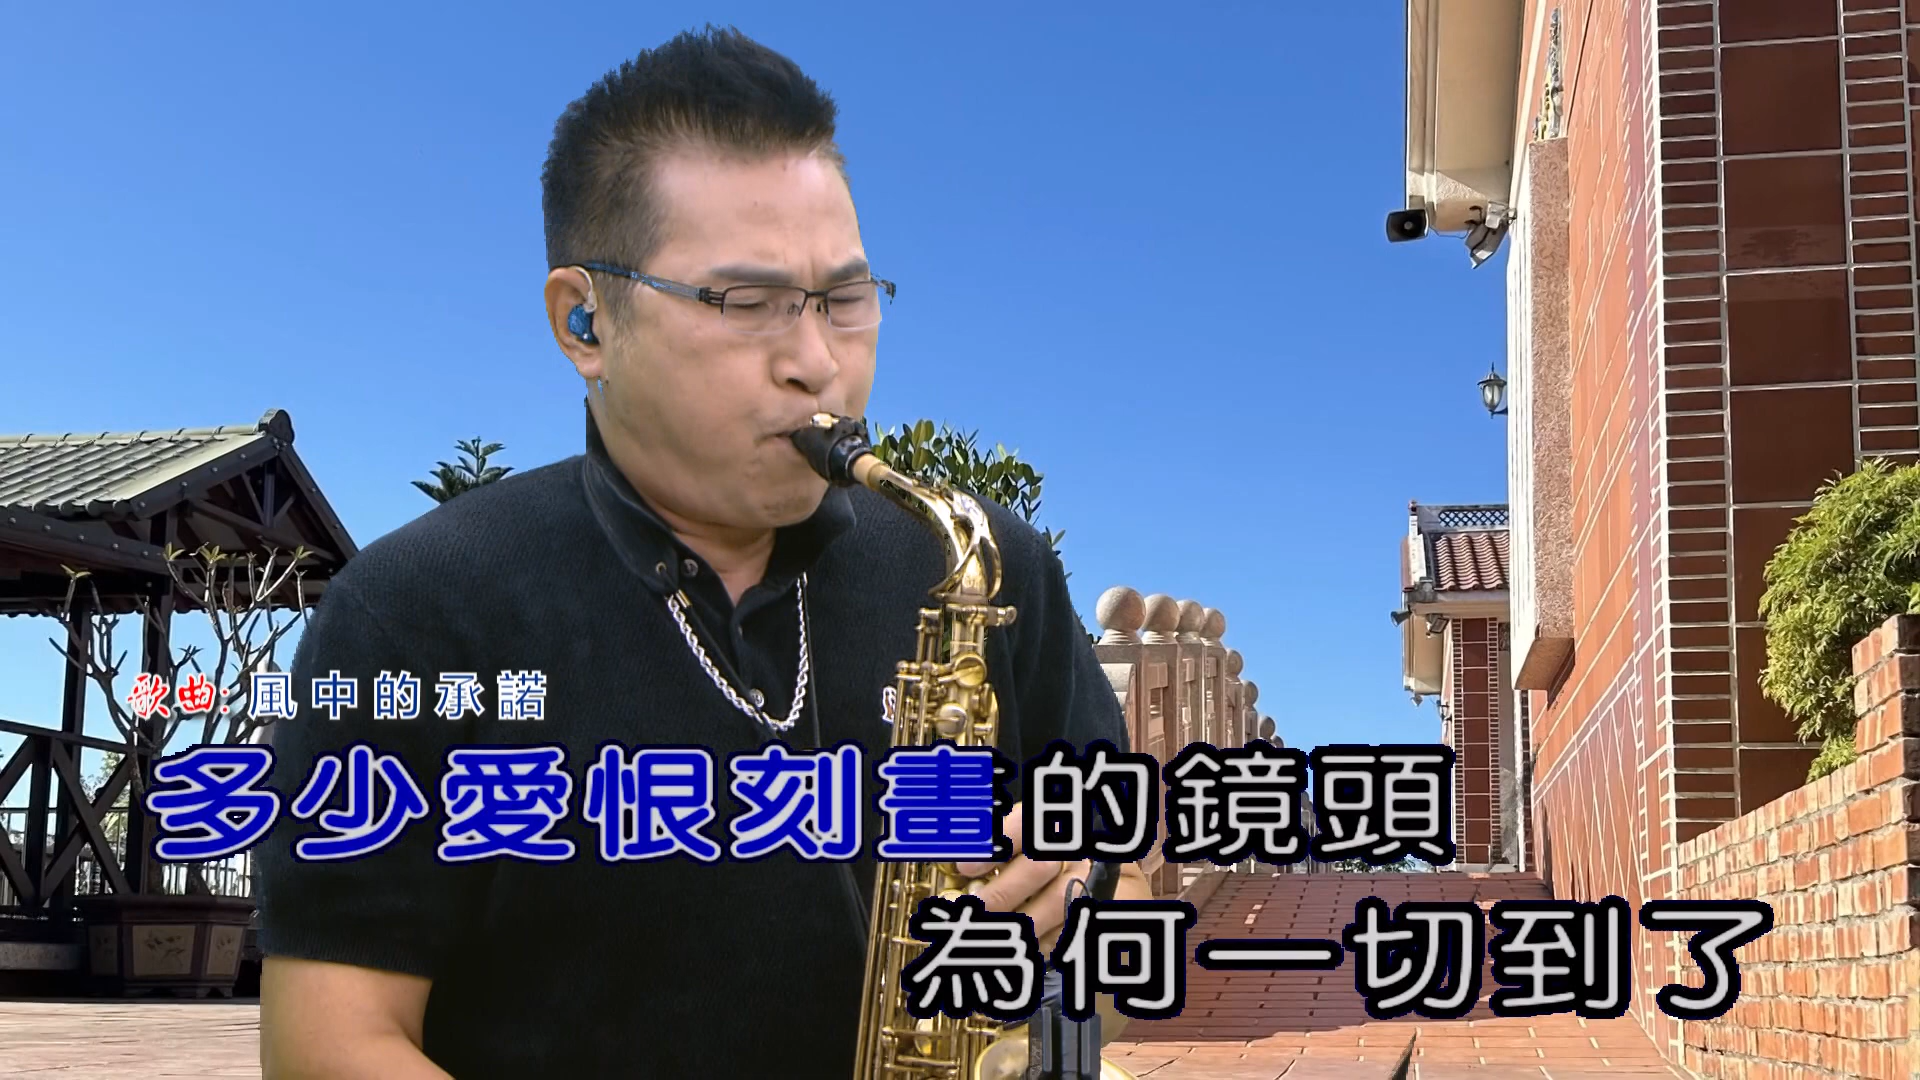 歌曲: 風中的承諾
多少愛恨刻畫的鏡頭
為何一切到了